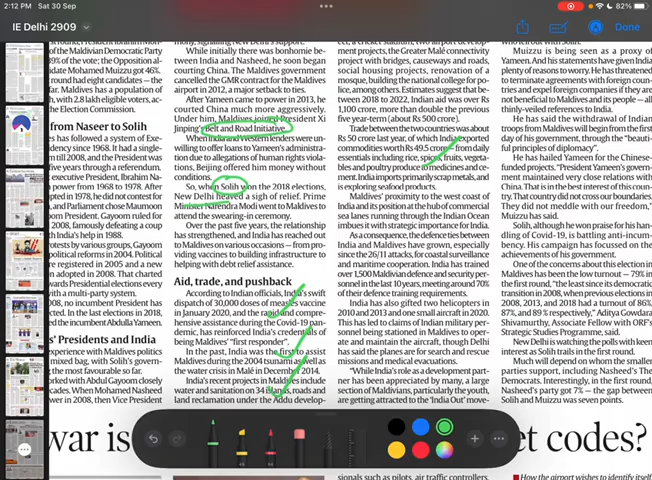 2:12 PM Sat 30 Sep
82%
IE Delhi 2909
Done
of the Maldivian Democratic Party
9% of the vote; the Opposition al-
didate Mohamed Muizzu got 46%.
round had eight candidates — the
Maldives has a population of
h, with 2.8 lakh eligible voters, ac-
the Election Commission.
from Naseer to Solih
es has followed a system of Exe-
dency since 1968. It had a single-
m till 2008, and the President was
five years through a referendum.
executive President, Ibrahim Na-
power from 1968 to 1978. After
pted in 1978, he did not contest for
and Parliament chose Maumoon
oom President. Gayoom ruled for
2008, famously defeating a coup
th India's help in 1988.
otests by various groups, Gayoom
political reforms in 2004. Political
e registered in 2005 and a new
n adopted in 2008. That charted
wards Presidential elections every
with a multi-party system.
08, no incumbent President has
cted. In the last elections in 2018,
ed the incumbent Abdulla Yameen.
s' Presidents and India
xperience with Maldives politics
mixed bag, with Solih's govern-
g the most favourable so far.
worked with Abdul Gayoom closely
ecades. When Mohamed Nasheed
ower in 2008, then Vice President
mony, signalling New Delhi's support.
While initially there was bonhomie be-
tween India and Nasheed, he soon began
courting China. The Maldives government
cancelled the GMR contract for the Maldives
airport in 2012, a major setback to ties.
After Yameen came to power in 2013, he
courted China much more aggressively.
Under him, Maldives joined President Xi
Jinping's Belt and Road Initiative.
When India and Western lenders were un-
willing to offer loans to Yameen's administra-
tion due to allegations of human rights viola-
tions, Beijing offered him money without
conditions.
So, when Solih won the 2018 elections,
New Delhi heaved a sigh of relief. Prime
Minister Narendra Modi went to Maldives to
attend the swearing-in ceremony.
Over the past five years, the relationship
has strengthened, and India has reached out
to Maldives on various occasions — from pro-
viding vaccines to building infrastructure to
helping with debt relief assistance.
Aid, trade, and pushback
According to Indian officials, India's swift
dispatch of 30,000 doses of measles vaccine
in January 2020, and the rapid and compre-
hensive assistance during the Covid-19 pan-
demic, has reinforced India's credentials of
being Maldives' "first responder".
In the past, India was the first to assist
Maldives during the 2004 tsunami as well as
the water crisis in Malé in December 2014.
India's recent projects in Maldives include
water and sanitation on 34 islands, roads and
land reclamation under the Addu develop-
ment projects, the Greater Malé connectivity
project with bridges, causeways and roads,
social housing projects, renovation of a
mosque, building the national college for po-
lice, among others. Estimates suggest that be-
tween 2018 to 2022, Indian aid was over Rs
1,100 crore, more than double the previous
five year-term (about Rs 500 crore).
Trade between the two countries was about
Rs 50 crore last year, of which India exported
commodities worth Rs 49.5 crore, from daily
essentials including rice, spices, fruits, vegeta-
bles and poultry produce to medicines and ce-
ment. India imports primarily scrap metals, and
is exploring seafood products.
Maldives' proximity to the west coast of
India and its position at the hub of commercial
sea lanes running through the Indian Ocean
imbues it with strategic importance for India.
As a consequence, the defence ties between
India and Maldives have grown, especially
since the 26/11 attacks, for coastal surveillance
and maritime cooperation. India has trained
over 1,500 Maldivian defence and security per-
sonnel in the last 10 years, meeting around 70%
of their defence training requirements.
India has also gifted two helicopters in
2010 and 2013 and one small aircraft in 2020.
This has led to claims of Indian military per-
sonnel being stationed in Maldives to oper-
ate and maintain the aircraft, though Delhi
has said the planes are for search and rescue
missions and medical evacuations.
"While India's role as a development part-
ner has been appreciated by many, a large
section of Maldivians, particularly the youth,
are getting attracted to the 'India Out' move-
Muizzu is being seen as a proxy of
Yameen. And his statements have given India
plenty of reasons to worry. He has threatened
to terminate agreements with foreign coun-
tries and expel foreign companies if they are
not beneficial to Maldives and its people — all
thinly-veiled references to India.
He has said the withdrawal of Indian
troops from Maldives will begin from the first
day of his government, through the "beauti-
ful principles of diplomacy".
He has hailed Yameen for the Chinese-
funded projects. "President Yameen's govern-
ment maintained very close relations with
China. That is in the best interest of this coun-
try. That country did not cross our boundaries.
They did not meddle with our freedom,"
Muizzu has said.
Solih, although he won praise for his han-
dling of Covid-19, is battling anti-incum-
bency. His campaign has focussed on the
achievements of his government.
One of the concerns about this election in
Maldives has been the low turnout — 79% in
the first round, "the least since its democratic
transition in 2008, when previous elections in
2008, 2013, and 2018 had a turnout of 86%,
87%, and 89% respectively," Aditya Gowdara
Shivamurthy, Associate Fellow with ORF's
Strategic Studies Programme, said.
New Delhi is watching the polls with keen
interest as Solih trails in the first round.
Much will depend on whom the smaller
parties support, including Nasheed's The
Democrats. Interestingly, in the first round,
Nasheed's party got 7% — the gap between
Solih and Muizzu was seven points.
war is
et codes?
sionals such as pilots, air traffic controllers,
How the airport wishes to identify itself